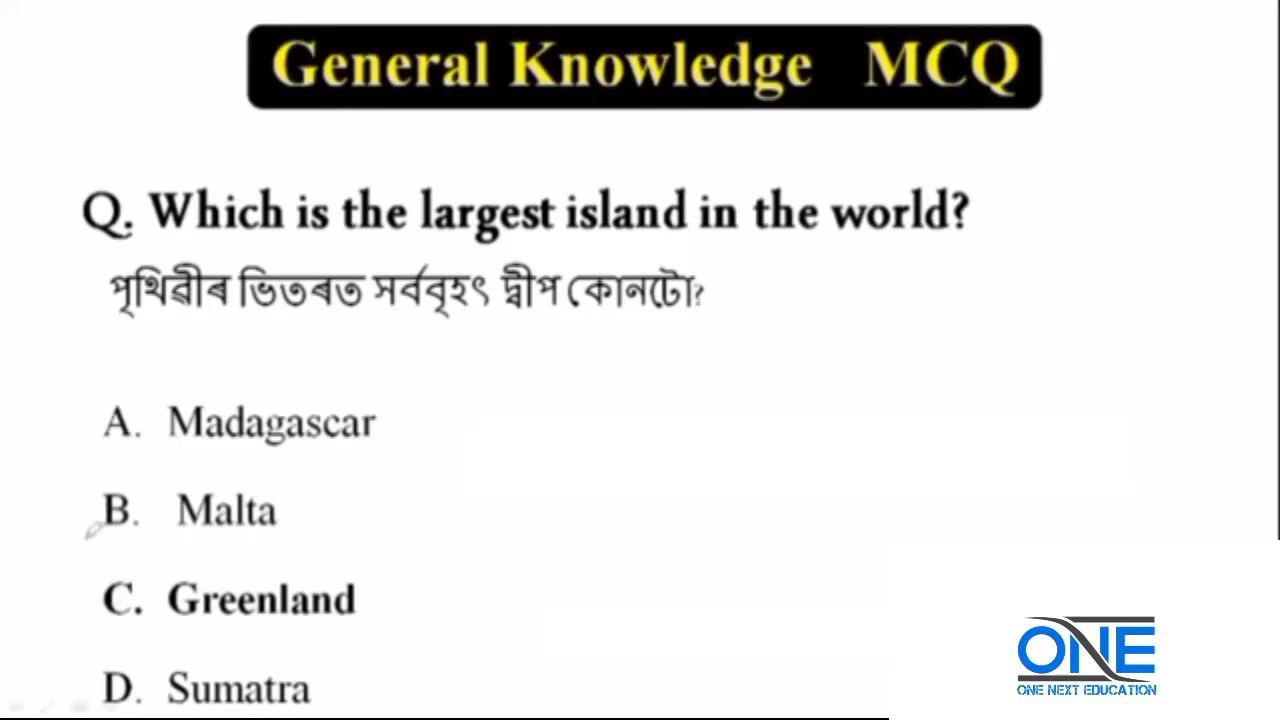 General Knowledge MCQ
Q. Which is the largest island in the world?
পৃথিৱীৰ ভিতৰত সৰ্ববৃহৎ দ্বীপ কোনটো?
A. Madagascar
B. Malta
C. Greenland
D. Sumatra
ONE
ONE NEXT EDUCATION